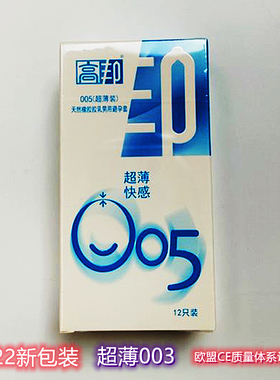 高邦
印
005(超薄装)
天然橡胶胶乳男用避孕套
超薄
快感
005
12只装
22新包装 超薄003 欧盟CE质量体系